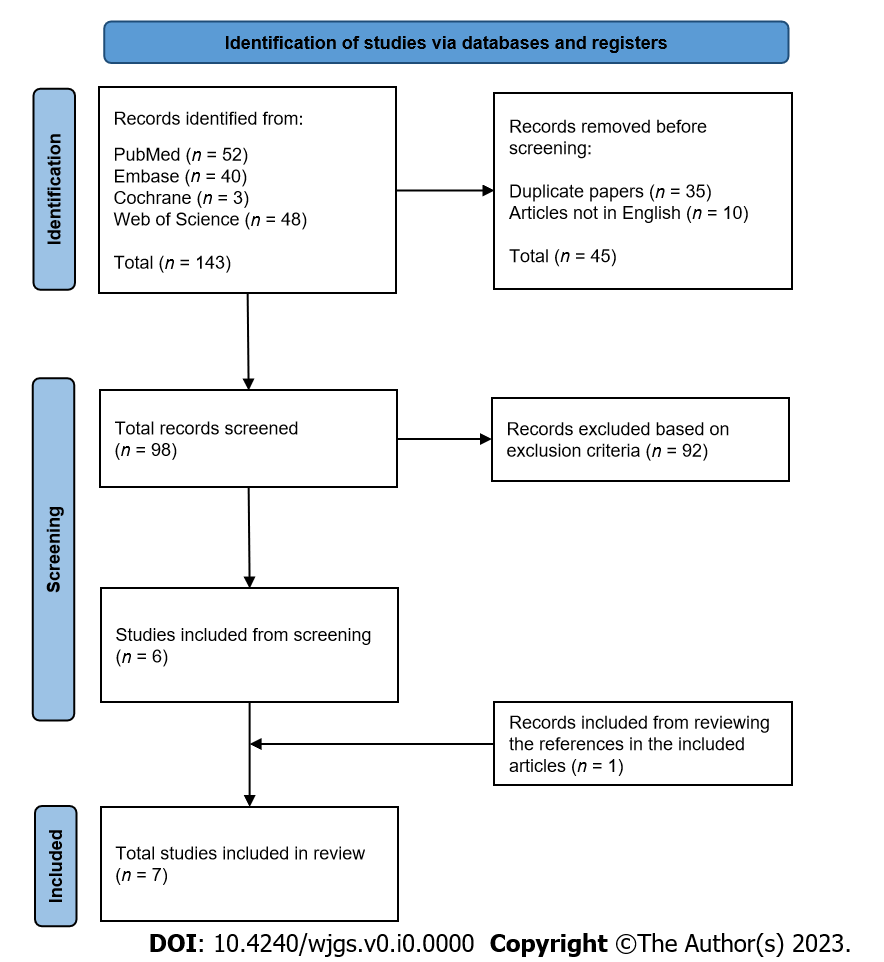 Identification of studies via databases and registers
Identification
Records identified from:
PubMed (n = 52)
Embase (n = 40)
Cochrane (n = 3)
Web of Science (n = 48)
Total (n = 143)
Records removed before
screening:
Duplicate papers (n = 35)
Articles not in English (n = 10)
Total (n = 45)
Screening
Total records screened
(n = 98)
Records excluded based on
exclusion criteria (n = 92)
Studies included from screening
(n = 6)
Records included from reviewing
the references in the included
articles (n = 1)
Included
Total studies included in review
(n = 7)
DOI: 10.4240/wjgs.v0.i0.0000 Copyright ©The Author(s) 2023.